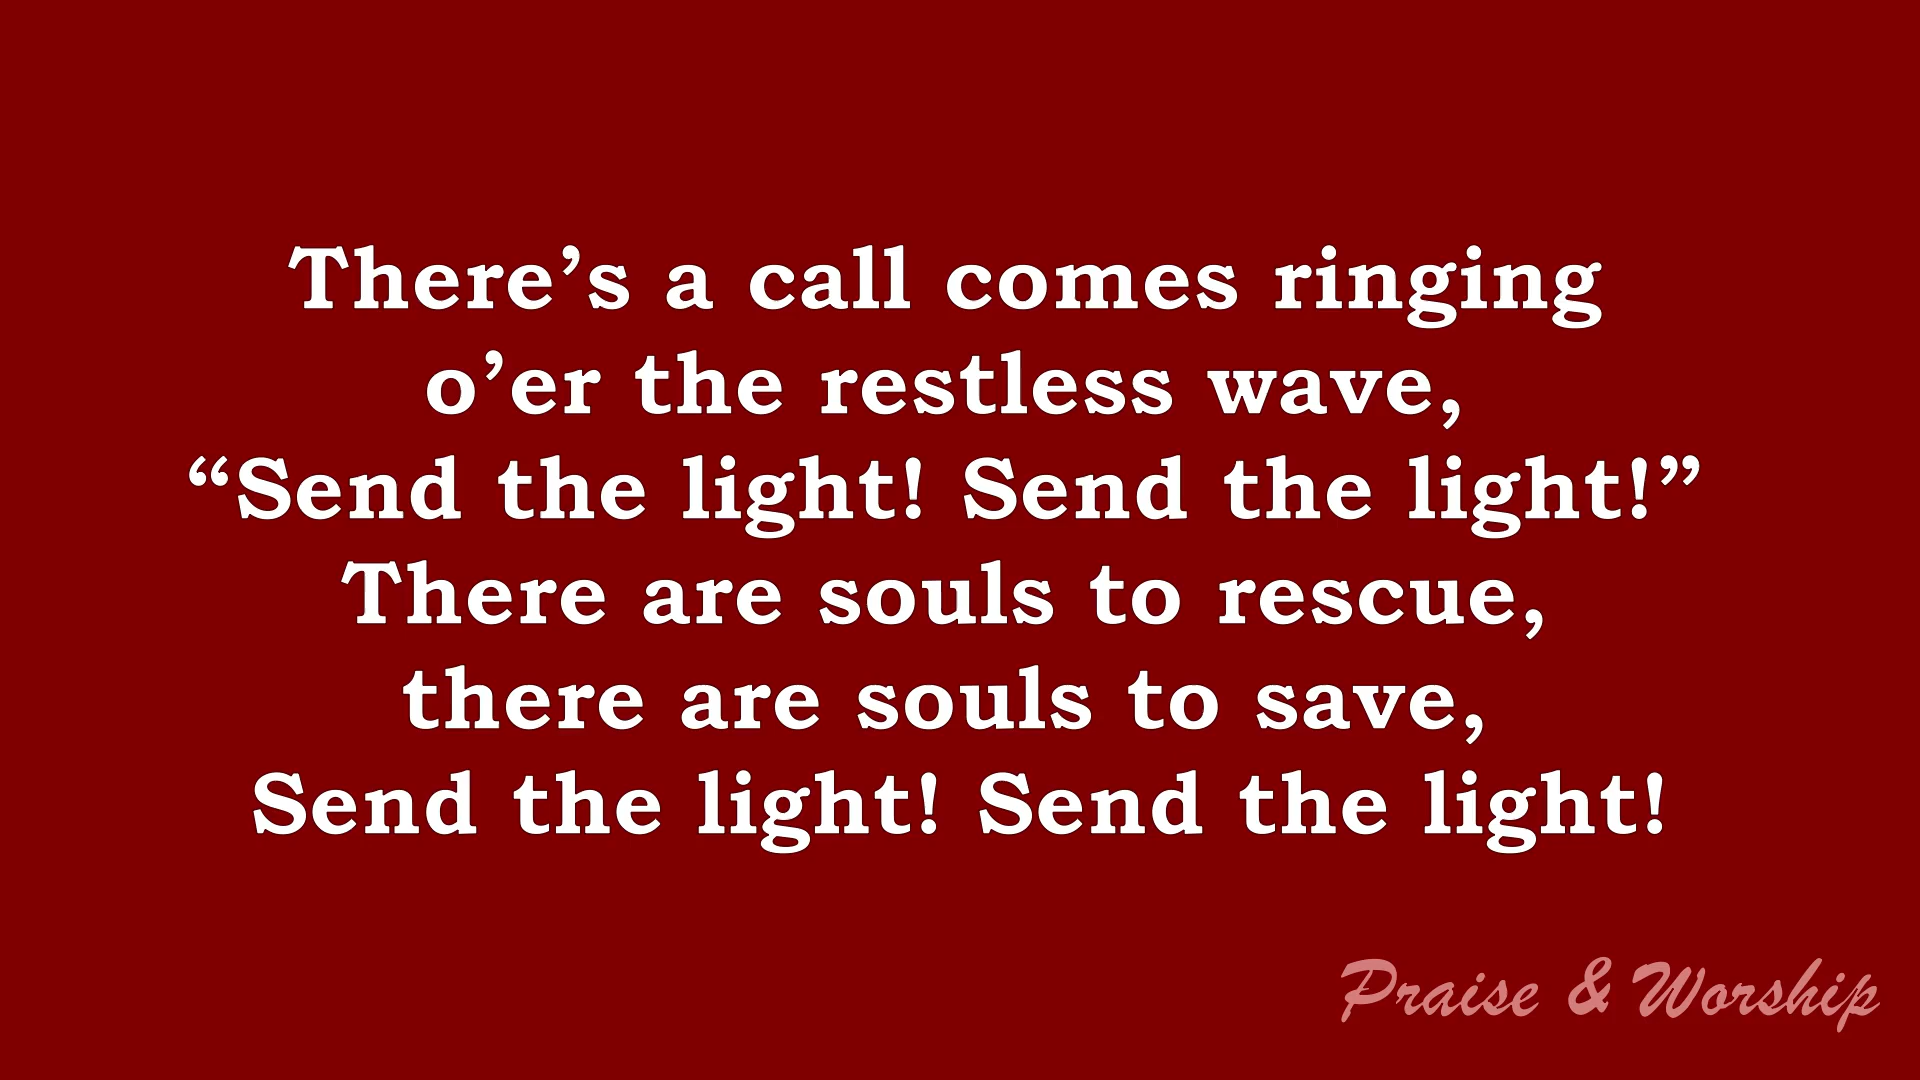 There’s a call comes ringing
o’er the restless wave,
“Send the light! Send the light!”
There are souls to rescue,
there are souls to save,
Send the light! Send the light!
Praise & Worship